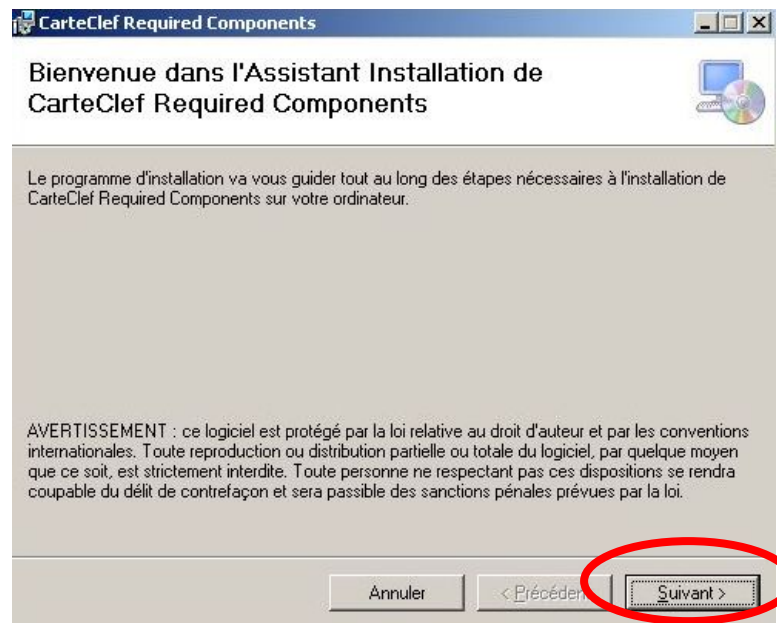 CarteClef Required Components
Bienvenue dans l'Assistant Installation de
CarteClef Required Components
Le programme d'installation va vous guider tout au long des étapes nécessaires à l'installation de
CarteClef Required Components sur votre ordinateur.
AVERTISSEMENT : ce logiciel est protégé par la loi relative au droit d'auteur et par les conventions
internationales. Toute reproduction ou distribution partielle ou totale du logiciel, par quelque moyen
que ce soit, est strictement interdite. Toute personne ne respectant pas ces dispositions se rendra
coupable du délit de contrefaçon et sera passible des sanctions pénales prévues par la loi.
Annuler < Précéden Suivant >